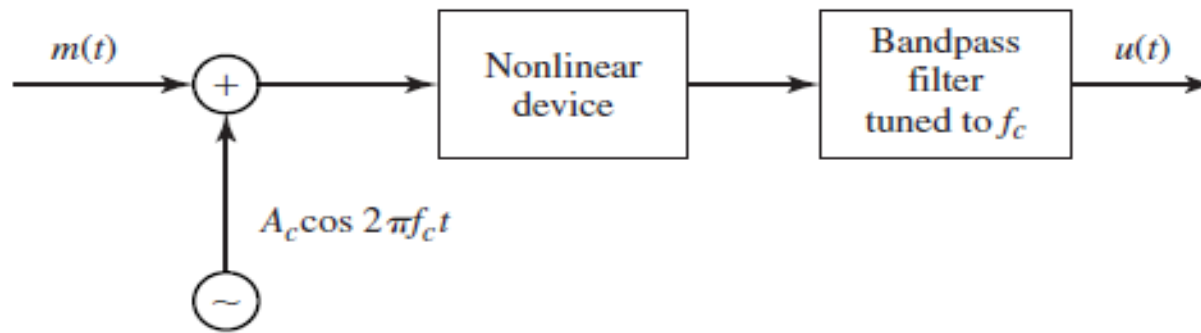 m(t)
+
Nonlinear
device
Bandpass
filter
tuned to f_c
u(t)
A_c cos 2πf_c t
~